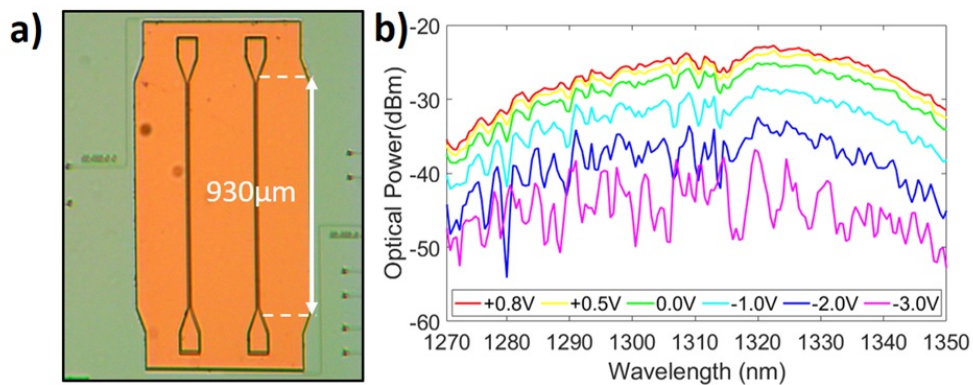 a)
930μm
b)
Optical Power(dBm)
-20
-30
-40
-50
-60
+0.8V +0.5V 0.0V -1.0V -2.0V -3.0V
1270 1280 1290 1300 1310 1320 1330 1340 1350
Wavelength (nm)